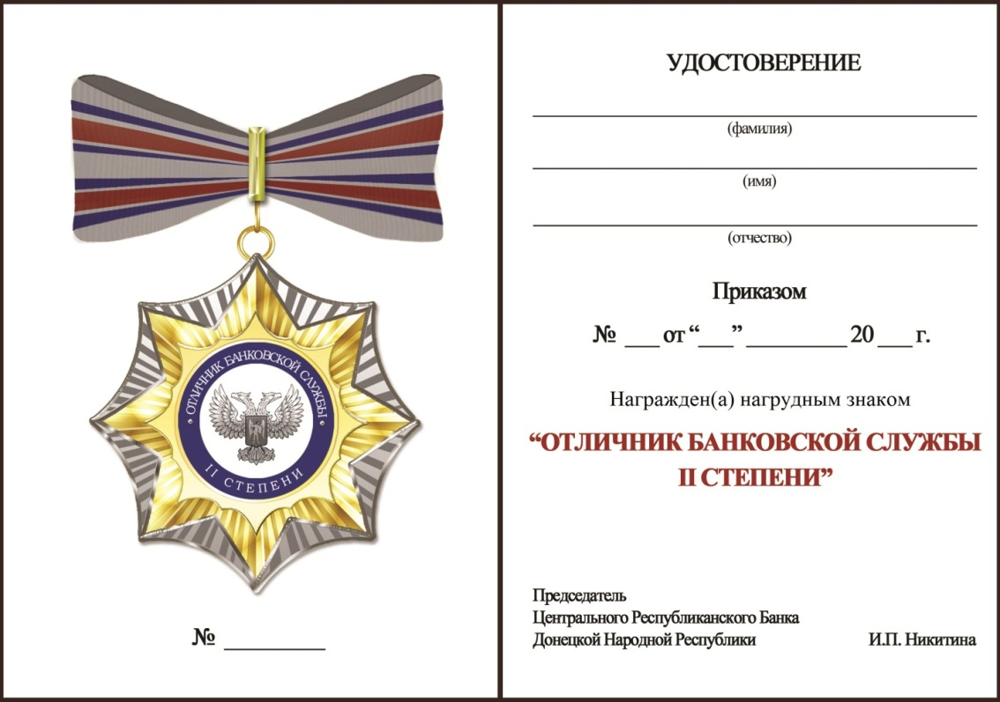 ОТЛИЧНИК БАНКОВСКОЙ СЛУЖБЫ
II СТЕПЕНИ
№ ________
УДОСТОВЕРЕНИЕ
(фамилия)
(имя)
(отчество)
Приказом
№ ___ от “___” ________ 20 ___ г.
Награжден(а) нагрудным знаком
“ОТЛИЧНИК БАНКОВСКОЙ СЛУЖБЫ
II СТЕПЕНИ”
Председатель
Центрального Республиканского Банка
Донецкой Народной Республики И.П. Никитина